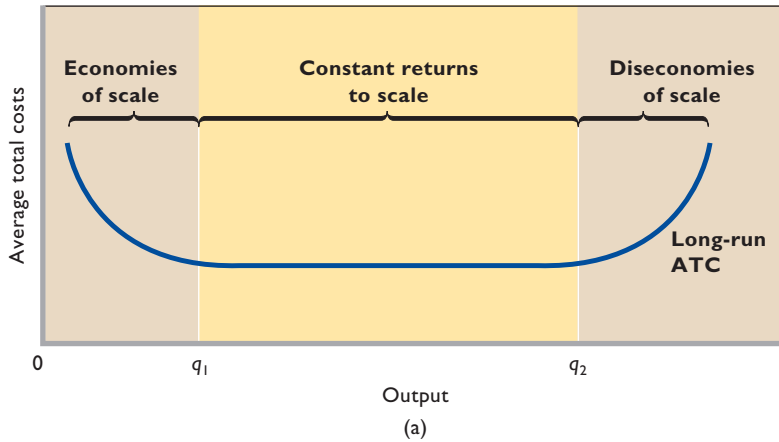 Economies
of scale
Constant returns
to scale
Diseconomies
of scale
Average total costs
Long-run
ATC
0
q₁
q₂
Output
(a)